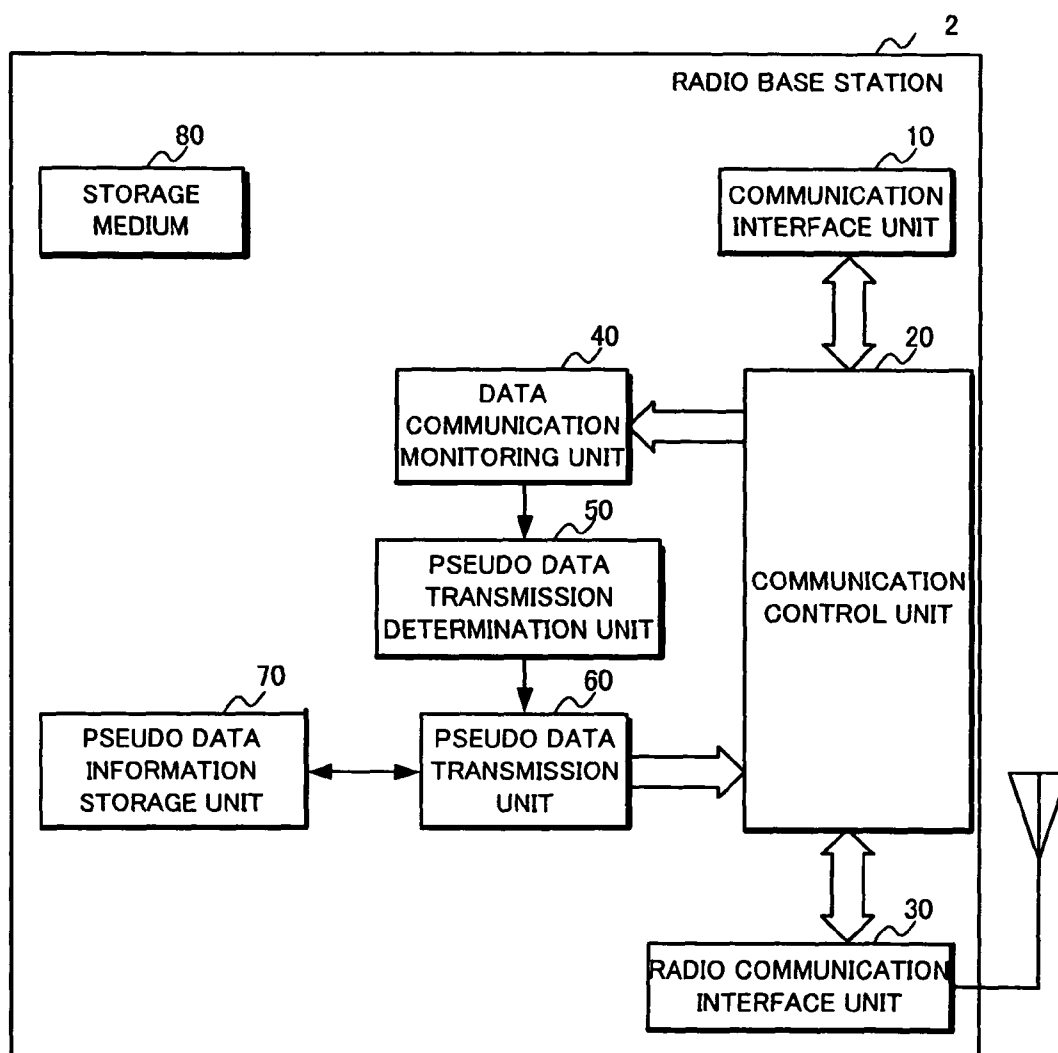 2
RADIO BASE STATION
80
STORAGE
MEDIUM
10
COMMUNICATION
INTERFACE UNIT
40
DATA
COMMUNICATION
MONITORING UNIT
20
COMMUNICATION
CONTROL UNIT
50
PSEUDO DATA
TRANSMISSION
DETERMINATION UNIT
70
PSEUDO DATA
INFORMATION
STORAGE UNIT
60
PSEUDO DATA
TRANSMISSION
UNIT
30
RADIO COMMUNICATION
INTERFACE UNIT